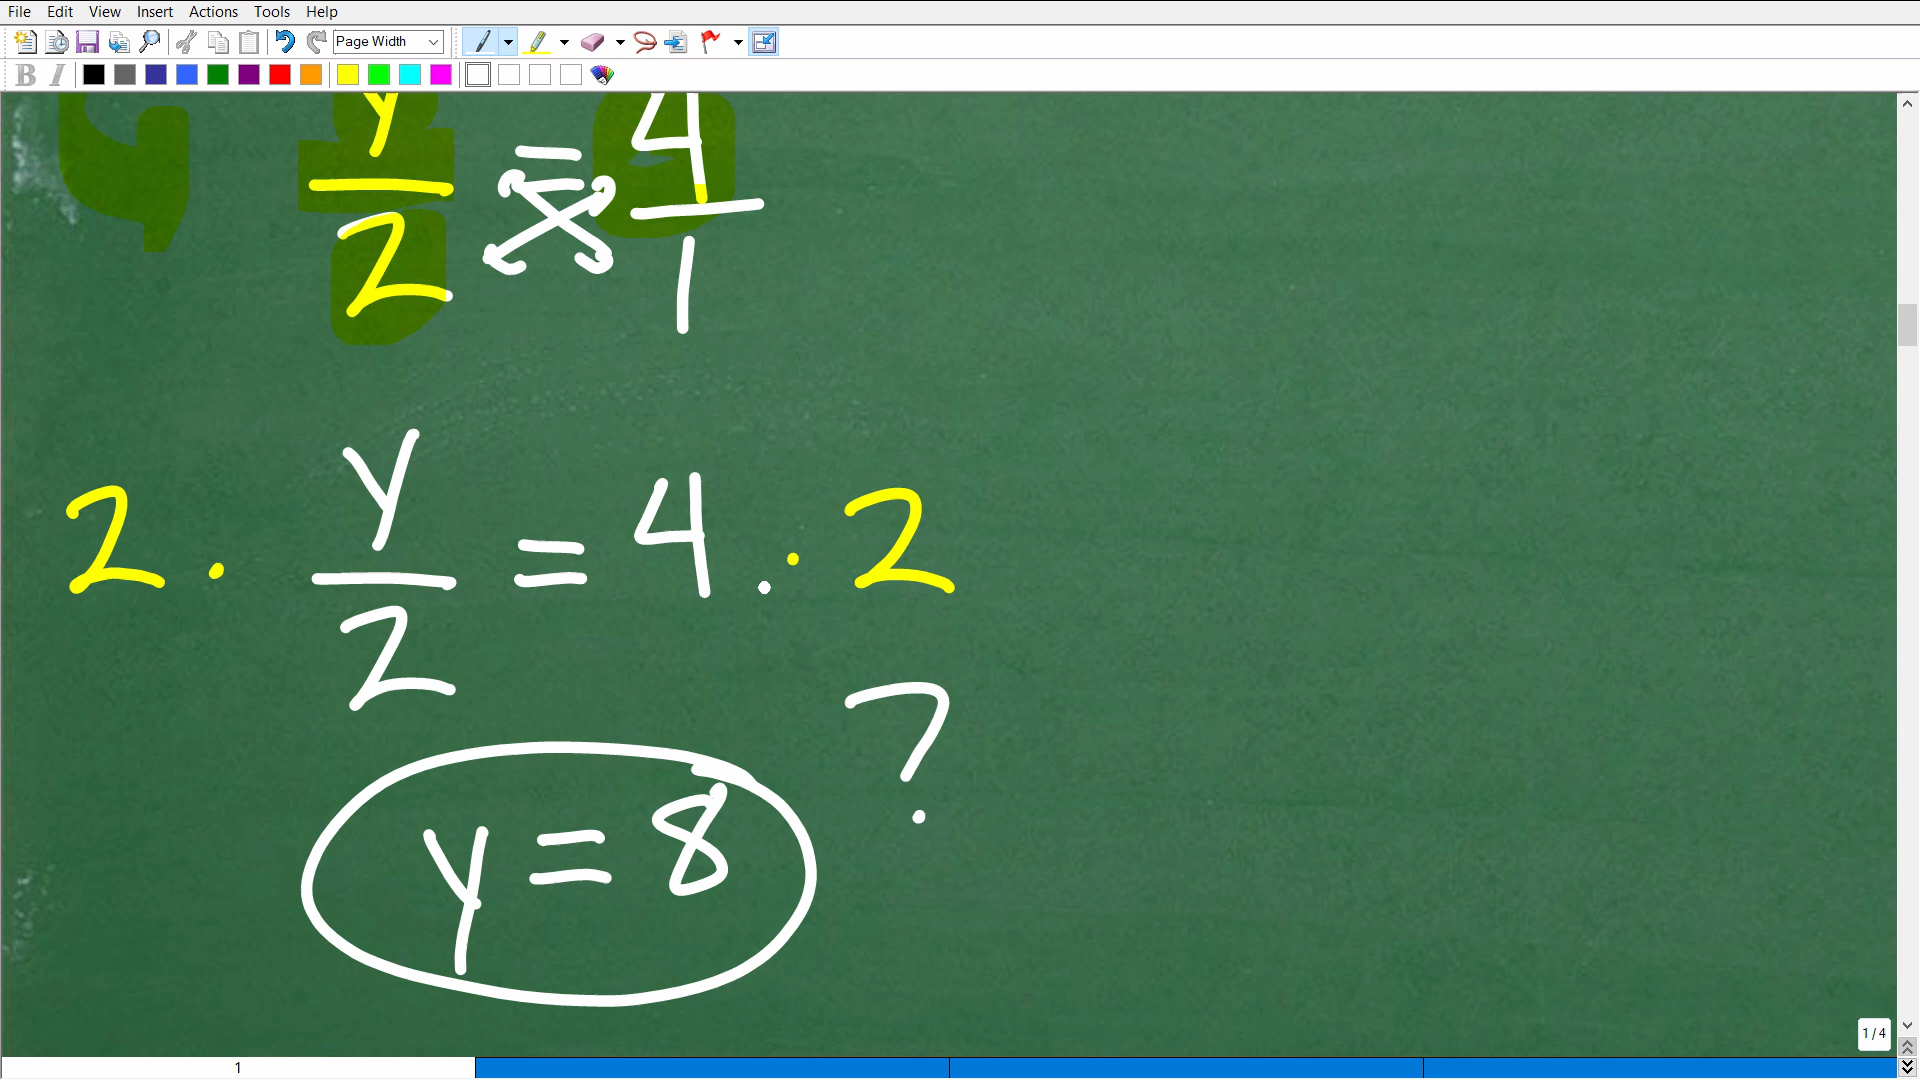 File Edit View Insert Actions Tools Help
Page Width
B I
y/2 = 4/1
2 · y/2 = 4 · 2
?
y = 8
1 / 4
1